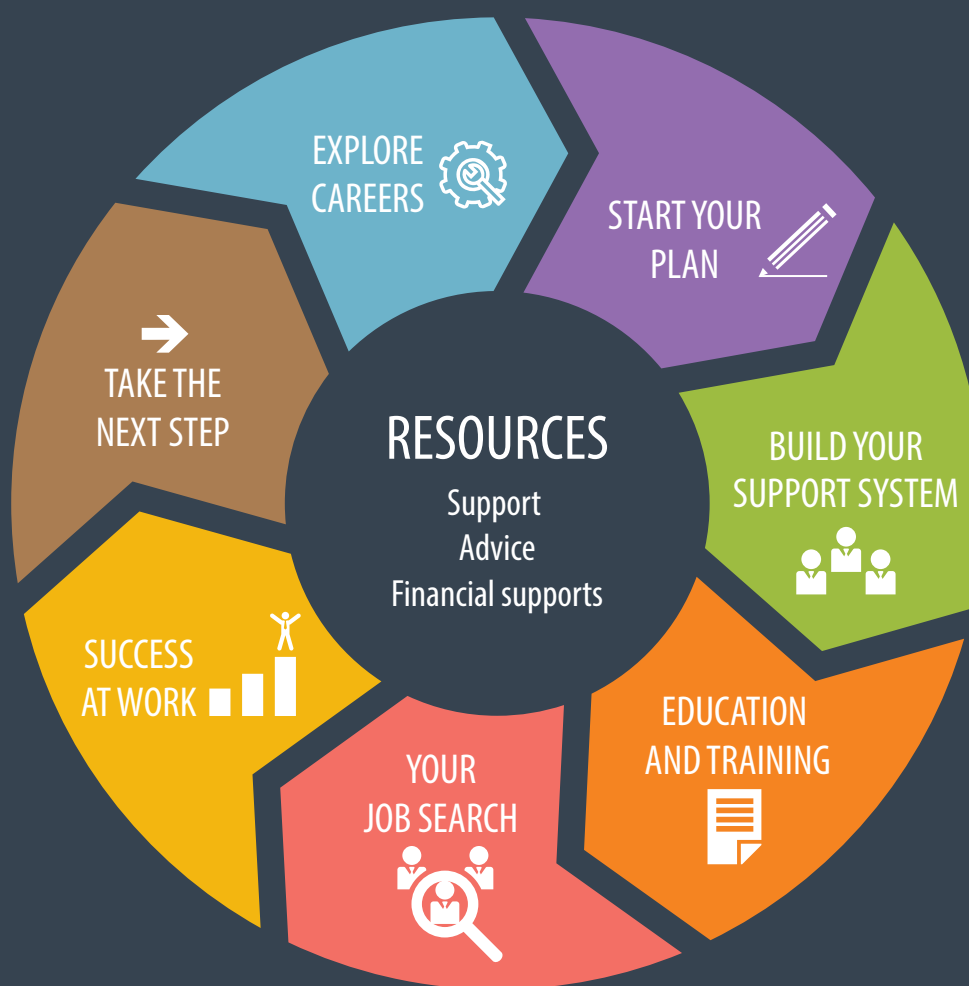 EXPLORE
CAREERS
START YOUR
PLAN
BUILD YOUR
SUPPORT SYSTEM
EDUCATION
AND TRAINING
YOUR
JOB SEARCH
SUCCESS
AT WORK
TAKE THE
NEXT STEP
RESOURCES
Support
Advice
Financial supports